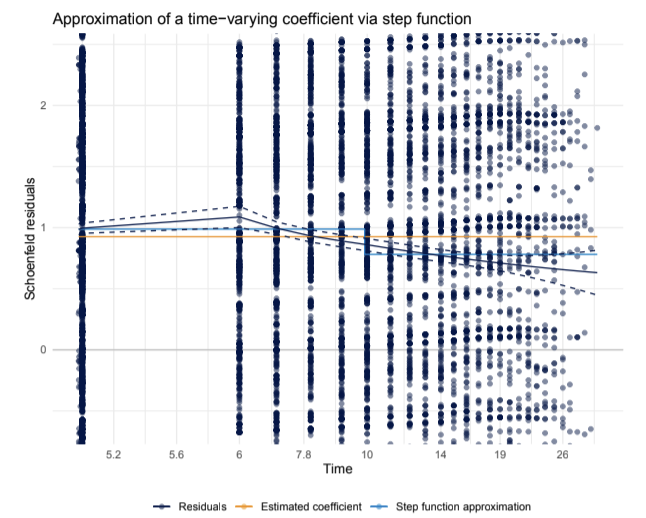 Approximation of a time−varying coefficient via step function
Schoenfeld residuals
2
1
0
5.2 5.6 6 7.8 10 14 19 26
Time
Residuals Estimated coefficient Step function approximation